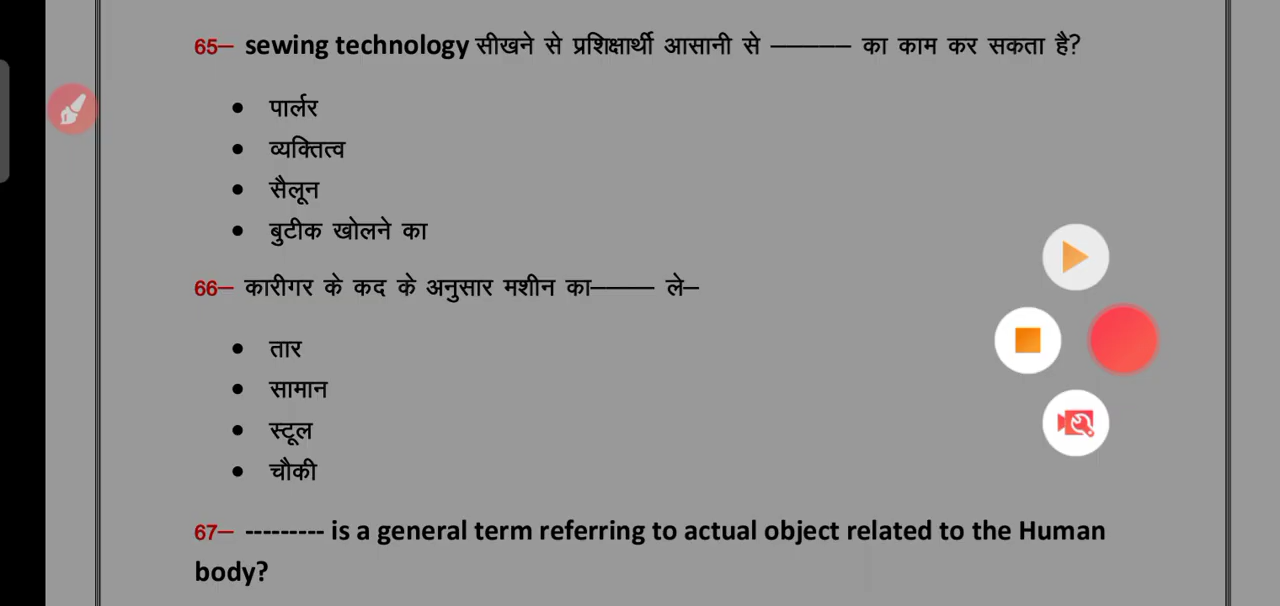 65– sewing technology सीखने से प्रशिक्षार्थी आसानी से ———— का काम कर सकता है?
• पार्लर
• व्यक्तित्व
• सैलून
• बुटीक खोलने का
66– कारीगर के कद के अनुसार मशीन का——— ले–
• तार
• सामान
• स्टूल
• चौकी
67– --------- is a general term referring to actual object related to the Human
body?